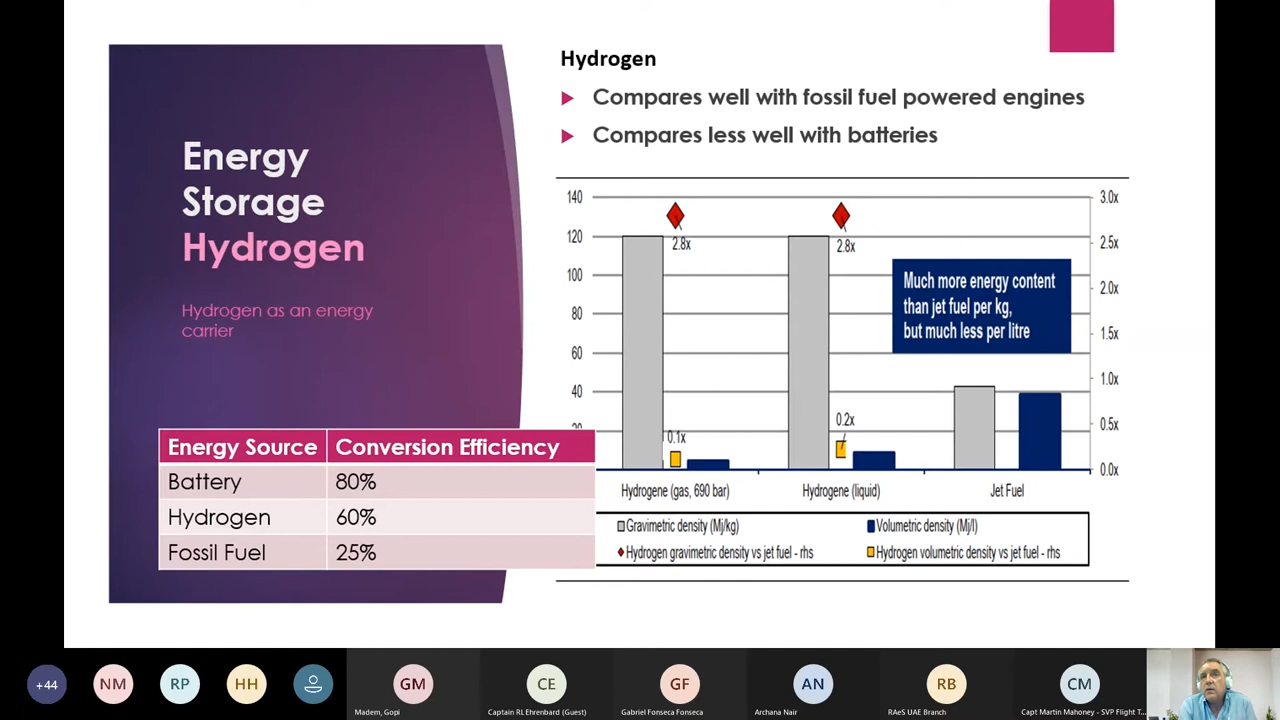 Energy
Storage
Hydrogen
Hydrogen as an energy
carrier
Energy Source Conversion Efficiency
Battery 80%
Hydrogen 60%
Fossil Fuel 25%
Hydrogen
Compares well with fossil fuel powered engines
Compares less well with batteries
140
120
100
80
60
40
3.0x
2.5x
2.0x
1.5x
1.0x
0.5x
0.0x
2.8x
2.8x
Much more energy content
than jet fuel per kg,
but much less per litre
0.1x
0.2x
Hydrogene (gas, 690 bar) Hydrogene (liquid) Jet Fuel
Gravimetric density (Mj/kg) Volumetric density (Mj/l)
Hydrogen gravimetric density vs jet fuel - rhs Hydrogen volumetric density vs jet fuel - rhs
+44 NM RP HH GM CE GF AN RB CM
Madem, Gopi Captain RL Ehrenbard (Guest) Gabriel Fonseca Fonseca Archana Nair RAeS UAE Branch Capt Martin Mahoney - SVP Flight T...